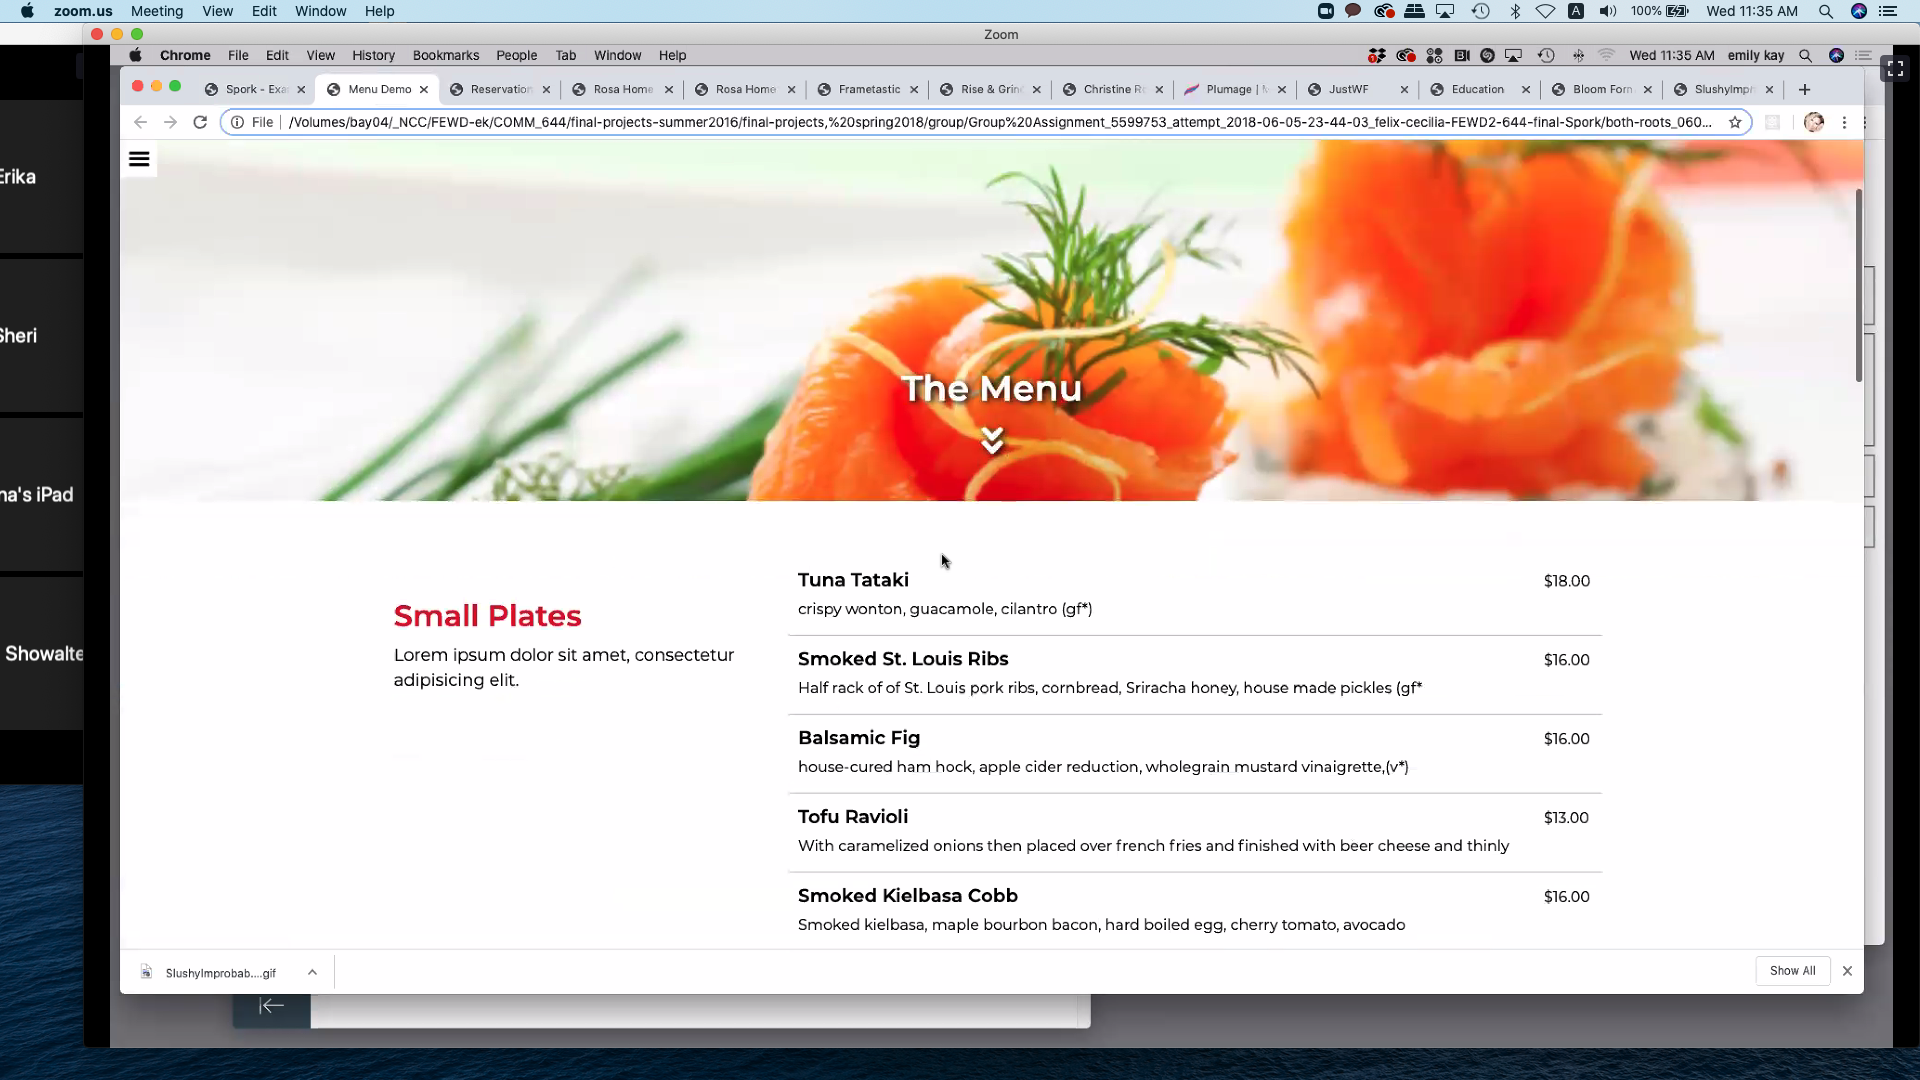 zoom.us Meeting View Edit Window Help
100% Wed 11:35 AM
Zoom
Chrome File Edit View History Bookmarks People Tab Window Help
Wed 11:35 AM emily kay
Spork - Exa Menu Demo Reservation Rosa Home Rosa Home Frametastic Rise & Grin Christine R Plumage | JustWF Education Bloom Forn SlushyImpr
File /Volumes/bay04/_NCC/FEWD-ek/COMM_644/final-projects-summer2016/final-projects,%20spring2018/group/Group%20Assignment_5599753_attempt_2018-06-05-23-44-03_felix-cecilia-FEWD2-644-final-Spork/both-roots_060...
Erika
Sheri
na's iPad
Showalte
The Menu
Small Plates
Lorem ipsum dolor sit amet, consectetur
adipisicing elit.
Tuna Tataki $18.00
crispy wonton, guacamole, cilantro (gf*)
Smoked St. Louis Ribs $16.00
Half rack of of St. Louis pork ribs, cornbread, Sriracha honey, house made pickles (gf*
Balsamic Fig $16.00
house-cured ham hock, apple cider reduction, wholegrain mustard vinaigrette,(v*)
Tofu Ravioli $13.00
With caramelized onions then placed over french fries and finished with beer cheese and thinly
Smoked Kielbasa Cobb $16.00
Smoked kielbasa, maple bourbon bacon, hard boiled egg, cherry tomato, avocado
SlushyImprobab....gif
Show All